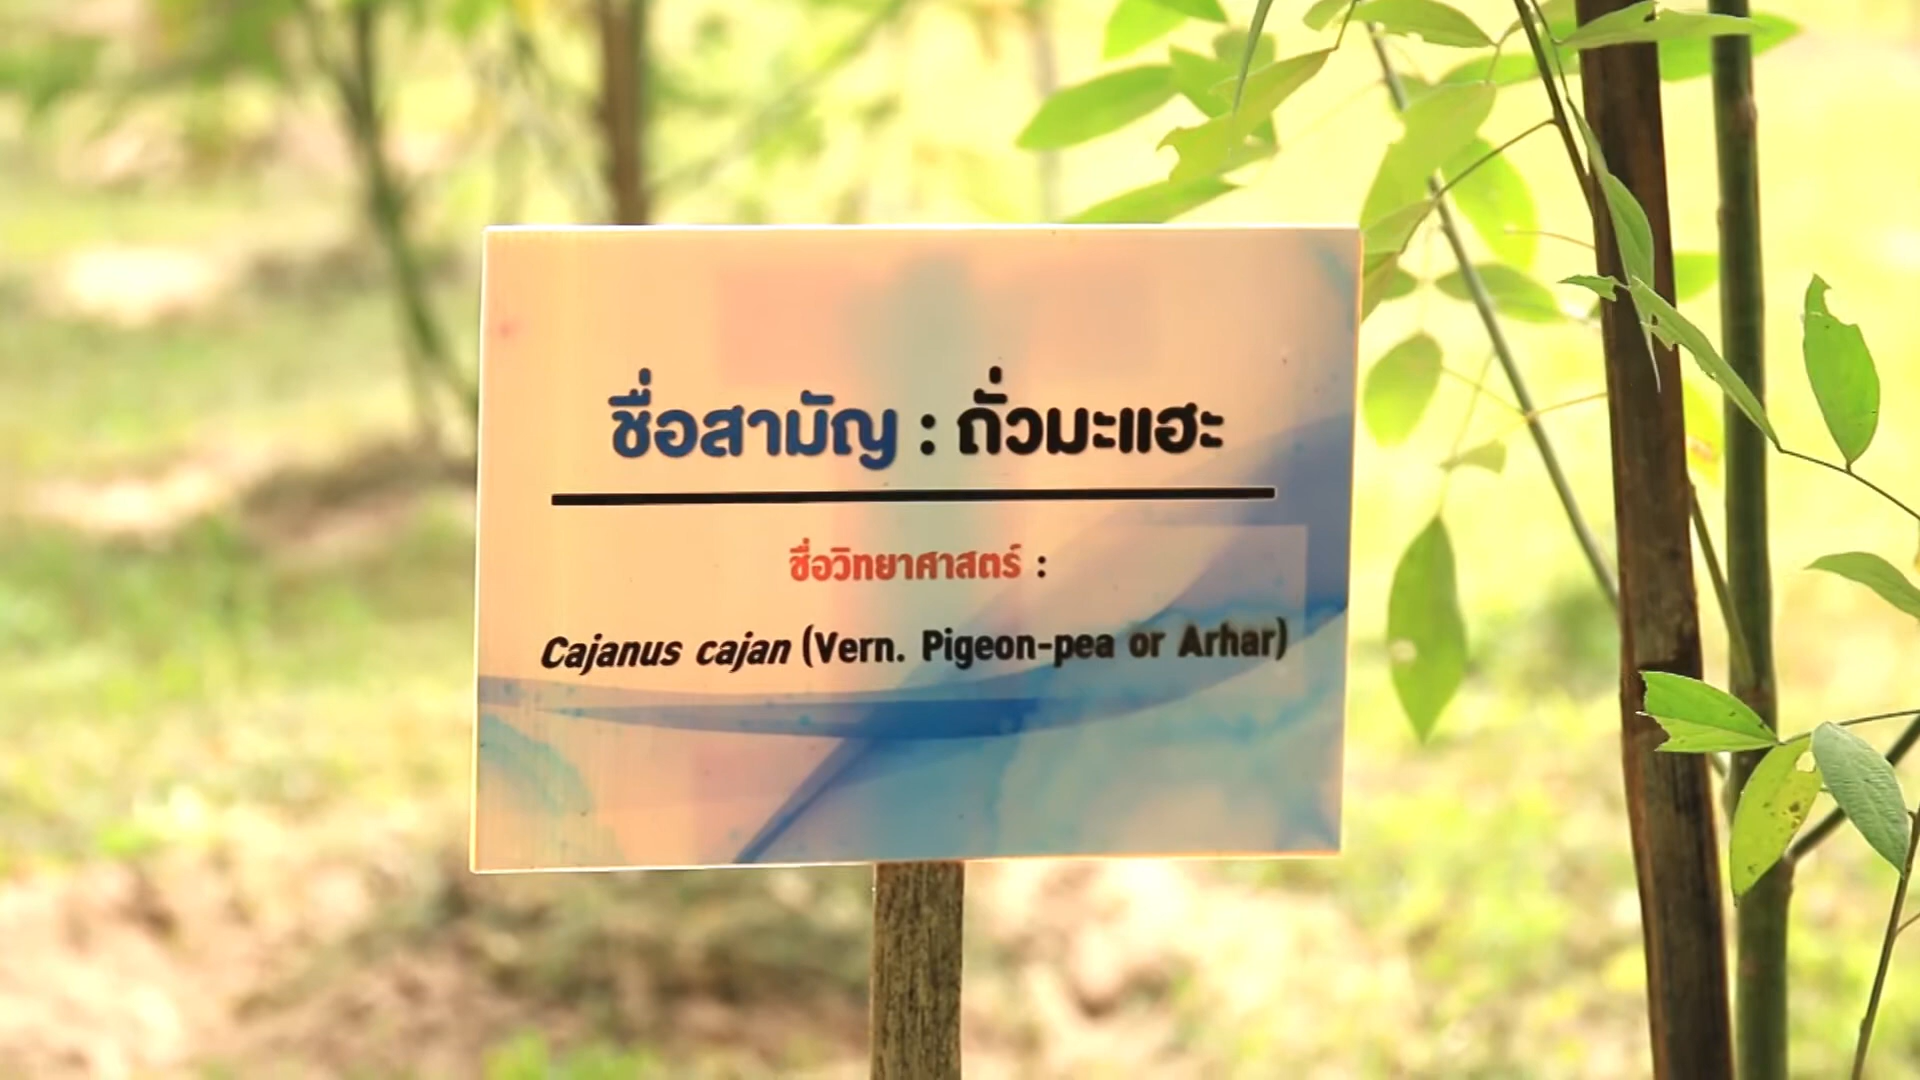 ชื่อสามัญ : ถั่วมะแฮะ
ชื่อวิทยาศาสตร์ :
Cajanus cajan (Vern. Pigeon-pea or Arhar)